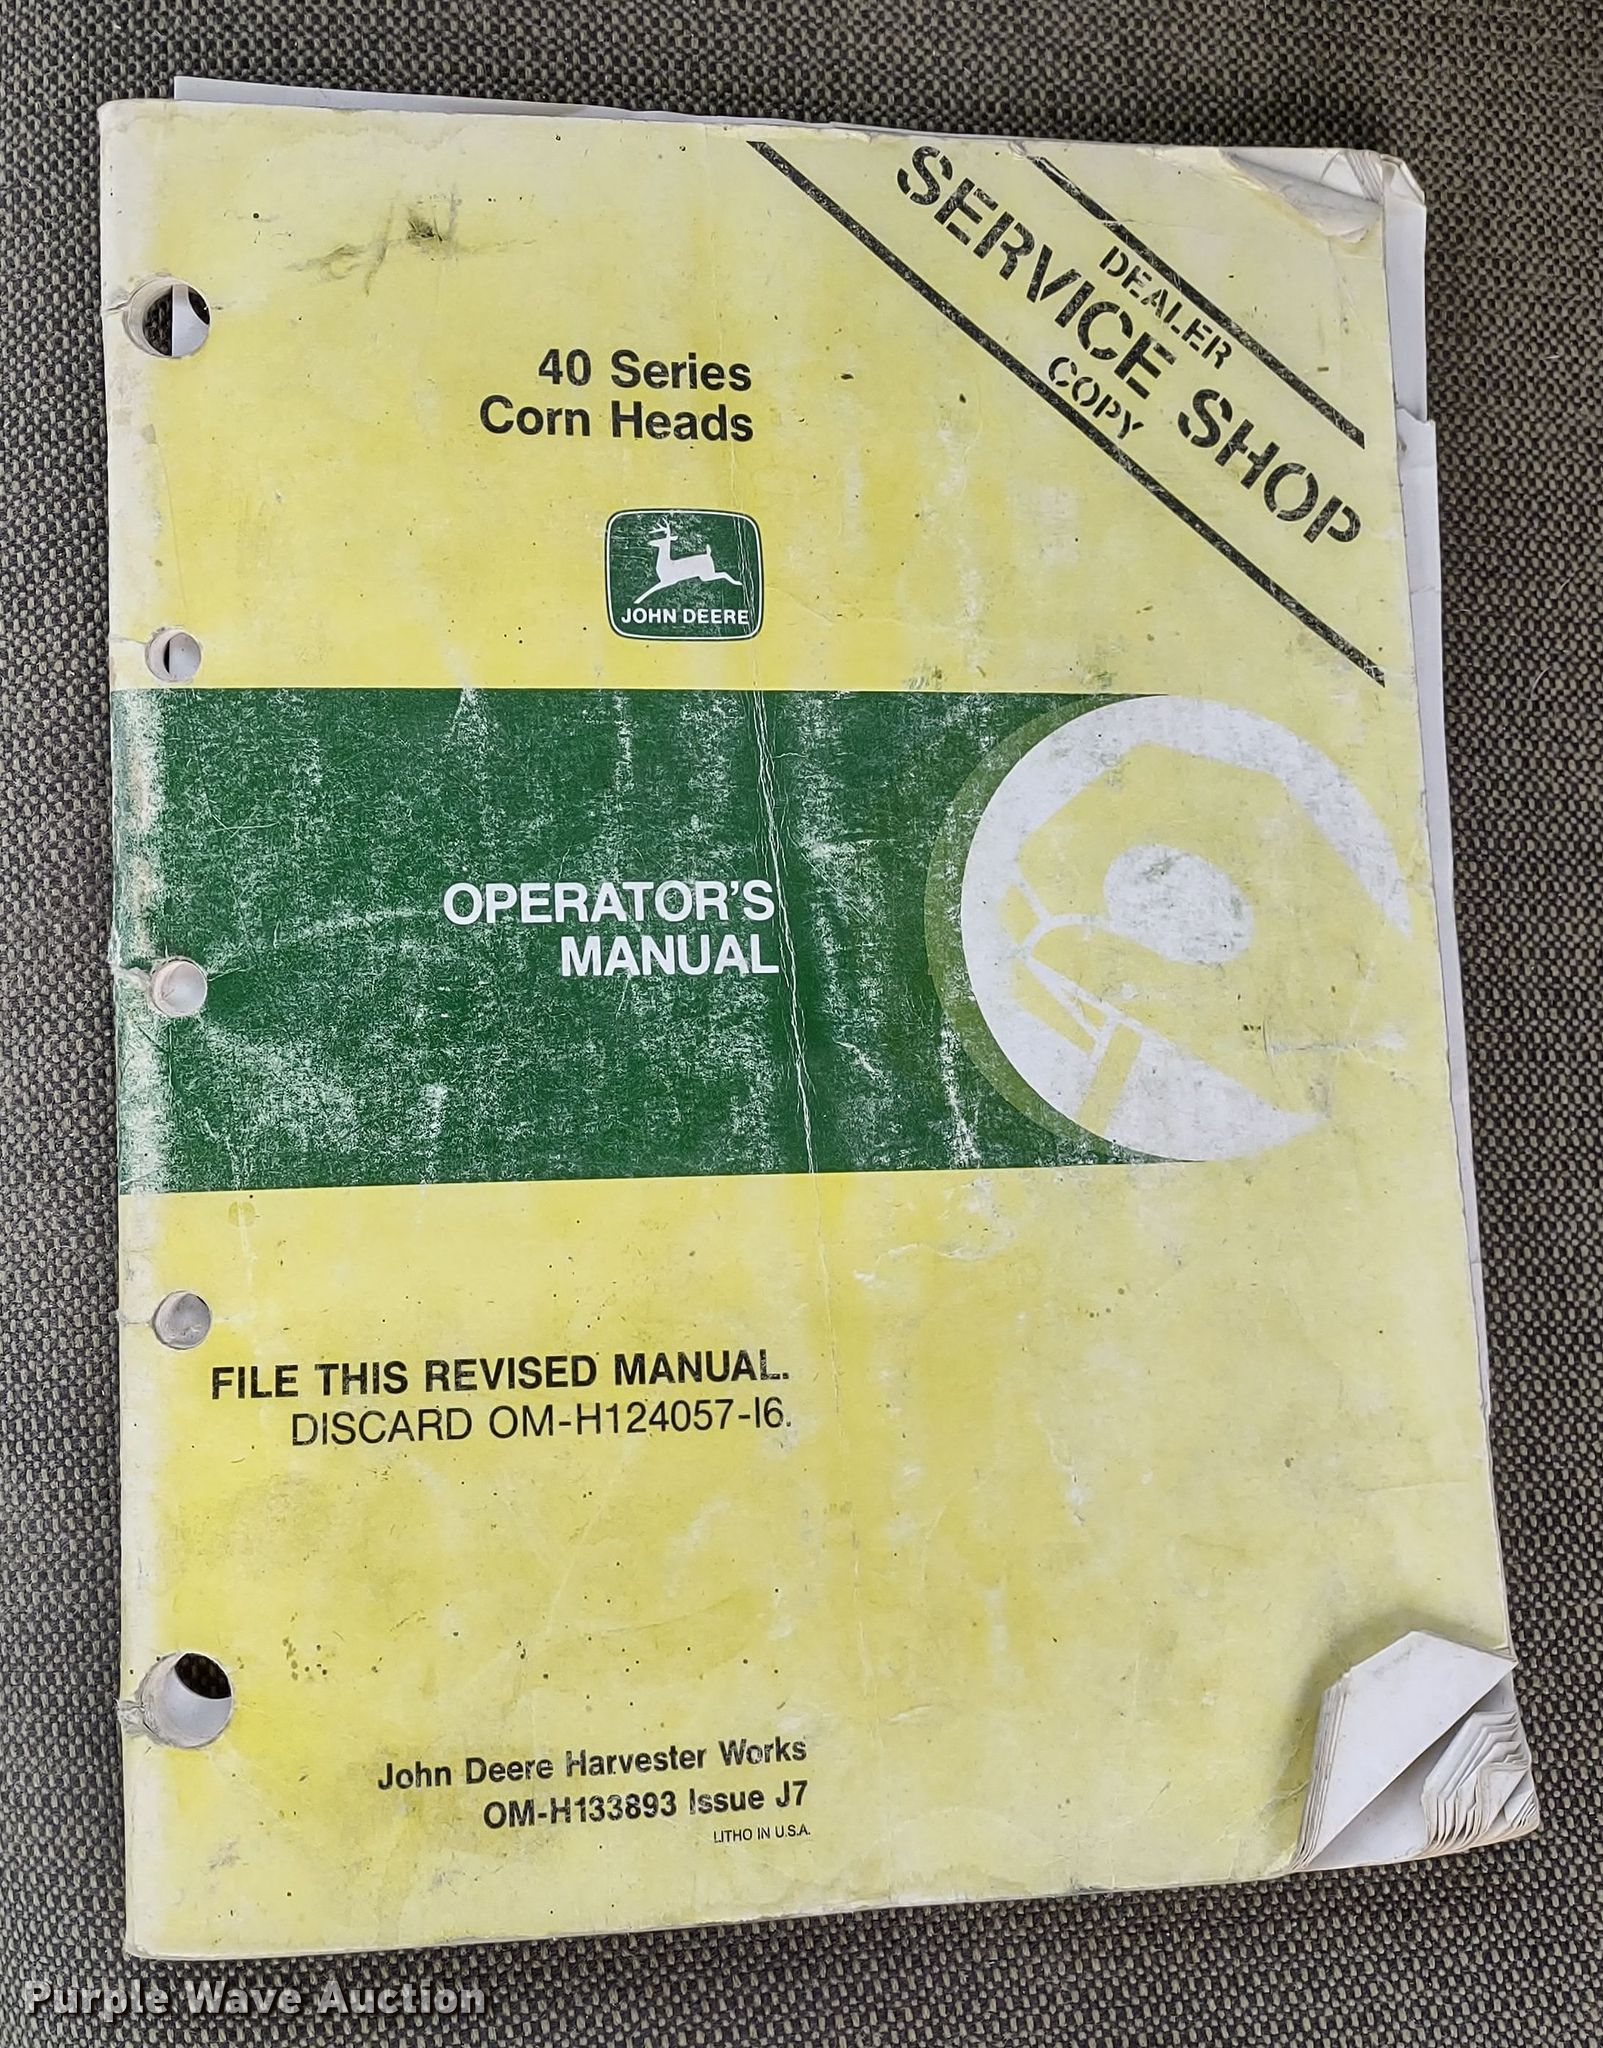 DEALER
SERVICE SHOP
COPY
40 Series
Corn Heads
JOHN DEERE
OPERATOR'S
MANUAL
FILE THIS REVISED MANUAL.
DISCARD OM-H124057-I6.
John Deere Harvester Works
OM-H133893 Issue J7
LITHO IN U.S.A.
Purple Wave Auction